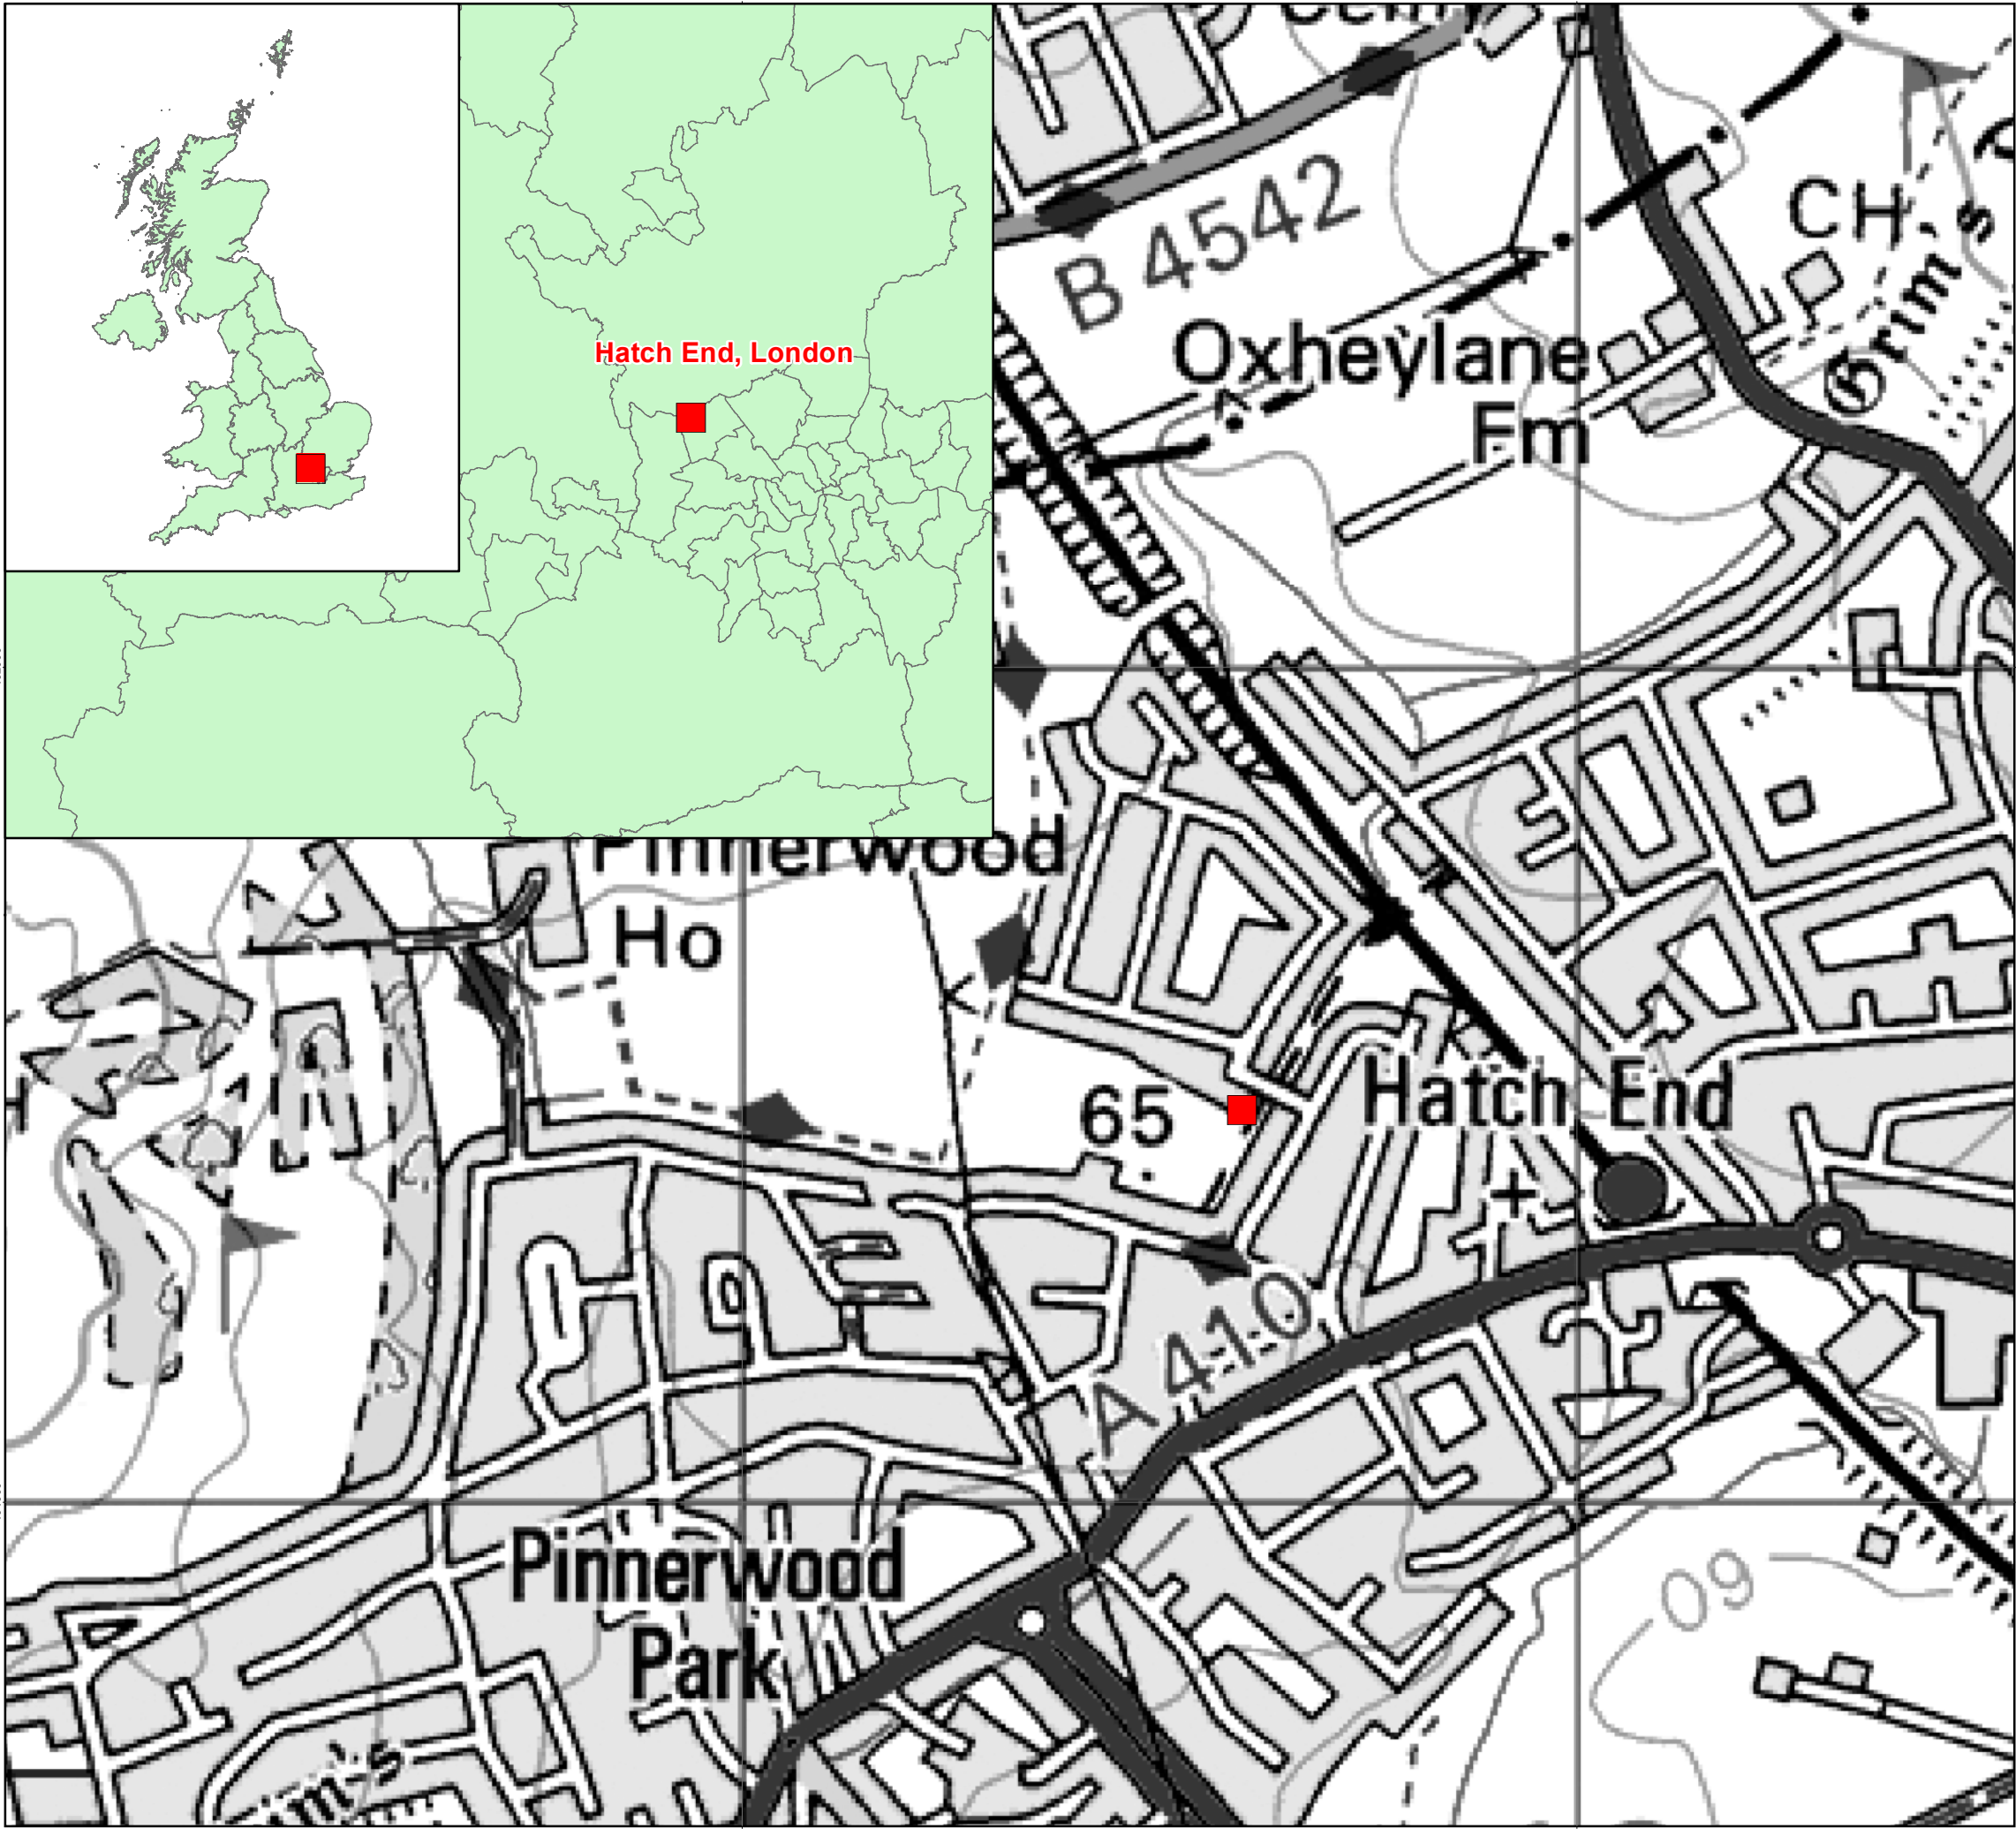 Hatch End, London
B 4542
CH
Oxheylane
Fm
Grim's
Pinnerwood
Ho
65
Hatch End
A 410
Pinnerwood
Park
60